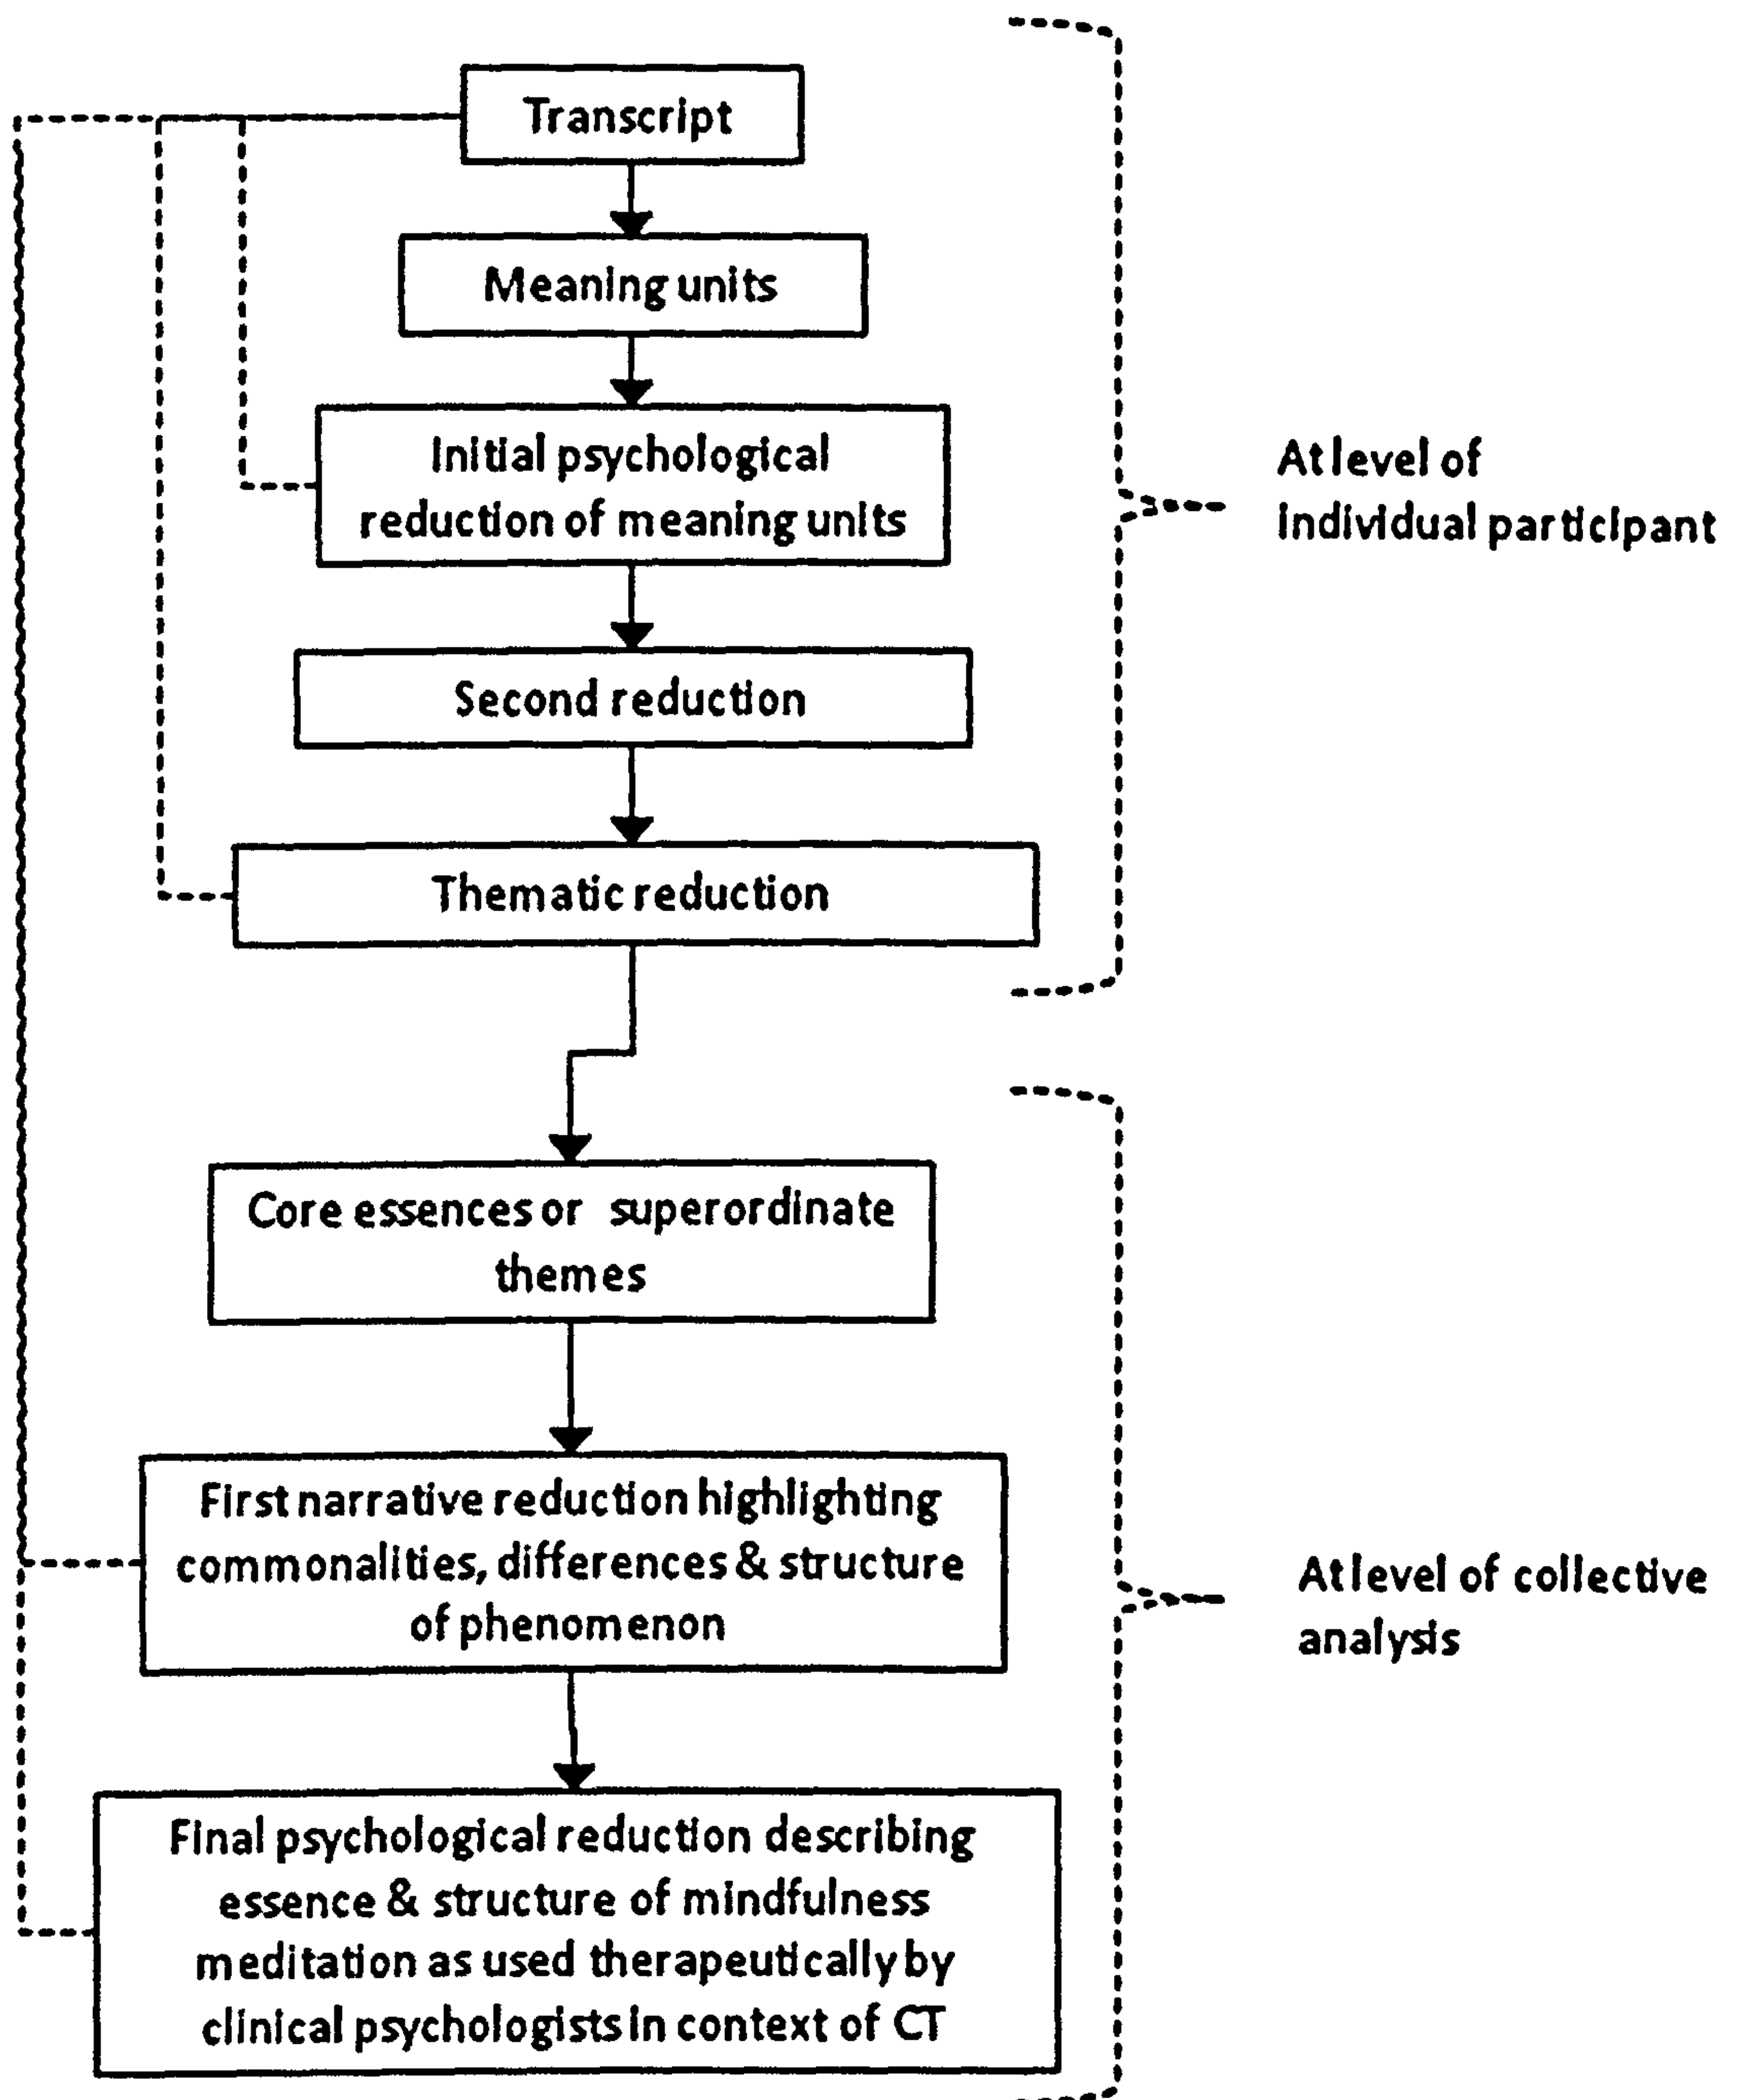 Transcript
Meaning units
Initial psychological
reduction of meaning units
Second reduction
Thematic reduction
At level of
individual participant
Core essences or superordinate
themes
First narrative reduction highlighting
commonalities, differences & structure
of phenomenon
Final psychological reduction describing
essence & structure of mindfulness
meditation as used therapeutically by
clinical psychologists in context of CT
At level of collective
analysis